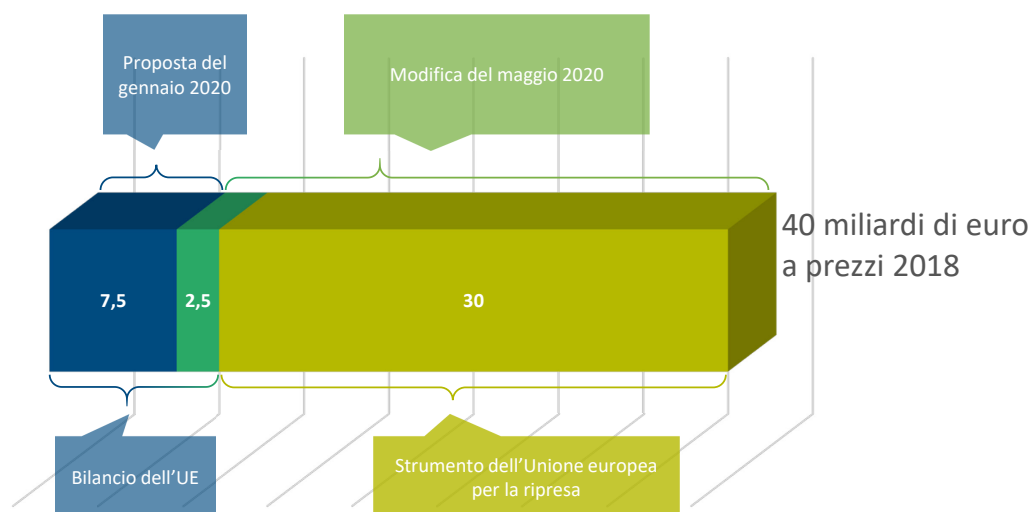 Proposta del
gennaio 2020
Modifica del maggio 2020
40 miliardi di euro
a prezzi 2018
7,5
2,5
30
Bilancio dell’UE
Strumento dell’Unione europea
per la ripresa